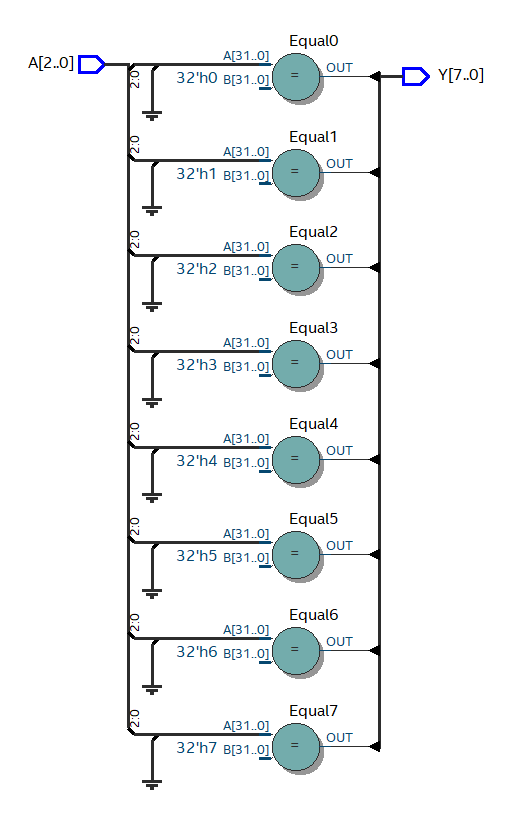 Equal0
A[2..0] 2:0 A[31..0] OUT Y[7..0]
32'h0 B[31..0] =
Equal1
2:0 A[31..0] OUT
32'h1 B[31..0] =
Equal2
2:0 A[31..0] OUT
32'h2 B[31..0] =
Equal3
2:0 A[31..0] OUT
32'h3 B[31..0] =
Equal4
2:0 A[31..0] OUT
32'h4 B[31..0] =
Equal5
2:0 A[31..0] OUT
32'h5 B[31..0] =
Equal6
2:0 A[31..0] OUT
32'h6 B[31..0] =
Equal7
2:0 A[31..0] OUT
32'h7 B[31..0] =